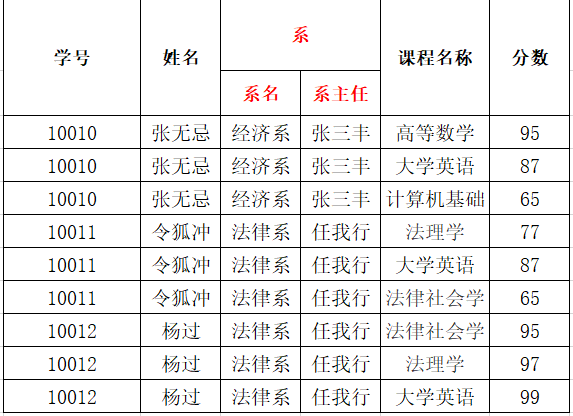 系
学号 姓名 课程名称 分数
系名 系主任
10010 张无忌 经济系 张三丰 高等数学 95
10010 张无忌 经济系 张三丰 大学英语 87
10010 张无忌 经济系 张三丰 计算机基础 65
10011 令狐冲 法律系 任我行 法理学 77
10011 令狐冲 法律系 任我行 大学英语 87
10011 令狐冲 法律系 任我行 法律社会学 65
10012 杨过 法律系 任我行 法律社会学 95
10012 杨过 法律系 任我行 法理学 97
10012 杨过 法律系 任我行 大学英语 99